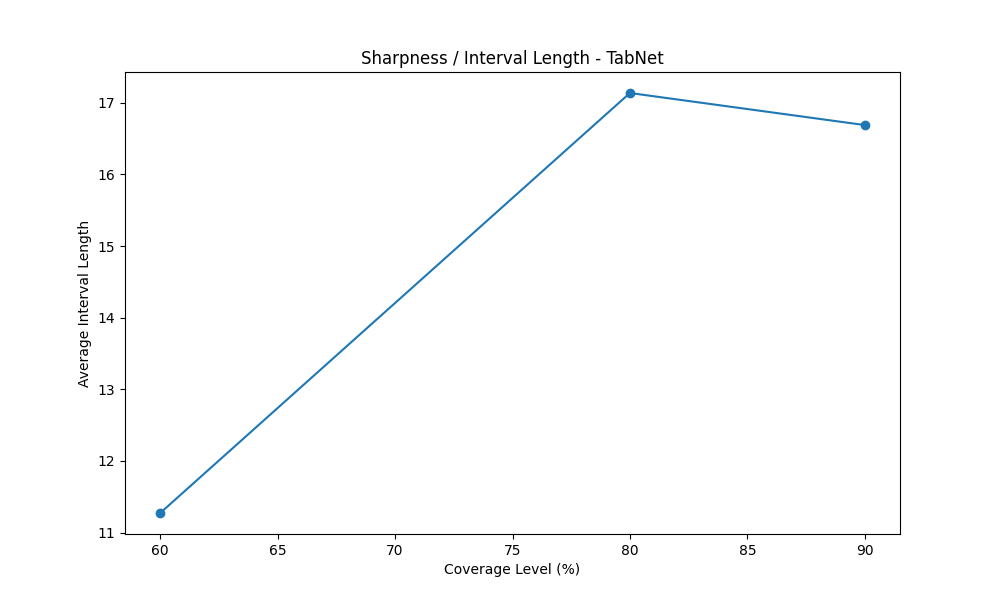 Sharpness / Interval Length - TabNet
17
16
15
14
13
12
11
Average Interval Length
60 65 70 75 80 85 90
Coverage Level (%)